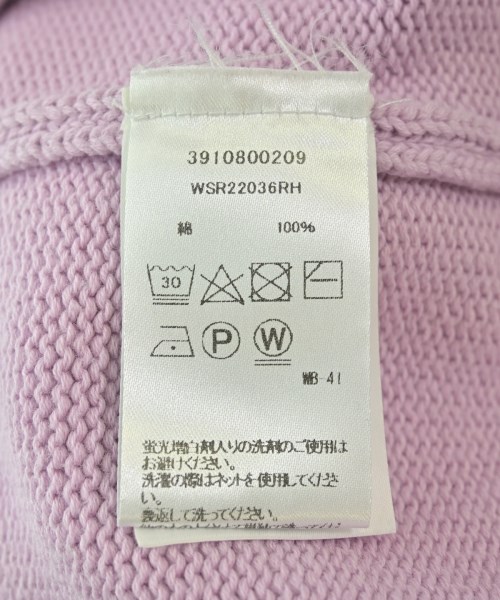 3910800209
WSR22036RH
綿 100%
30
P W
WB-41
蛍光増白剤入りの洗剤のご使用は
お避けください。
洗濯の際はネットを使用してくださ
い。
裏返して洗ってください。